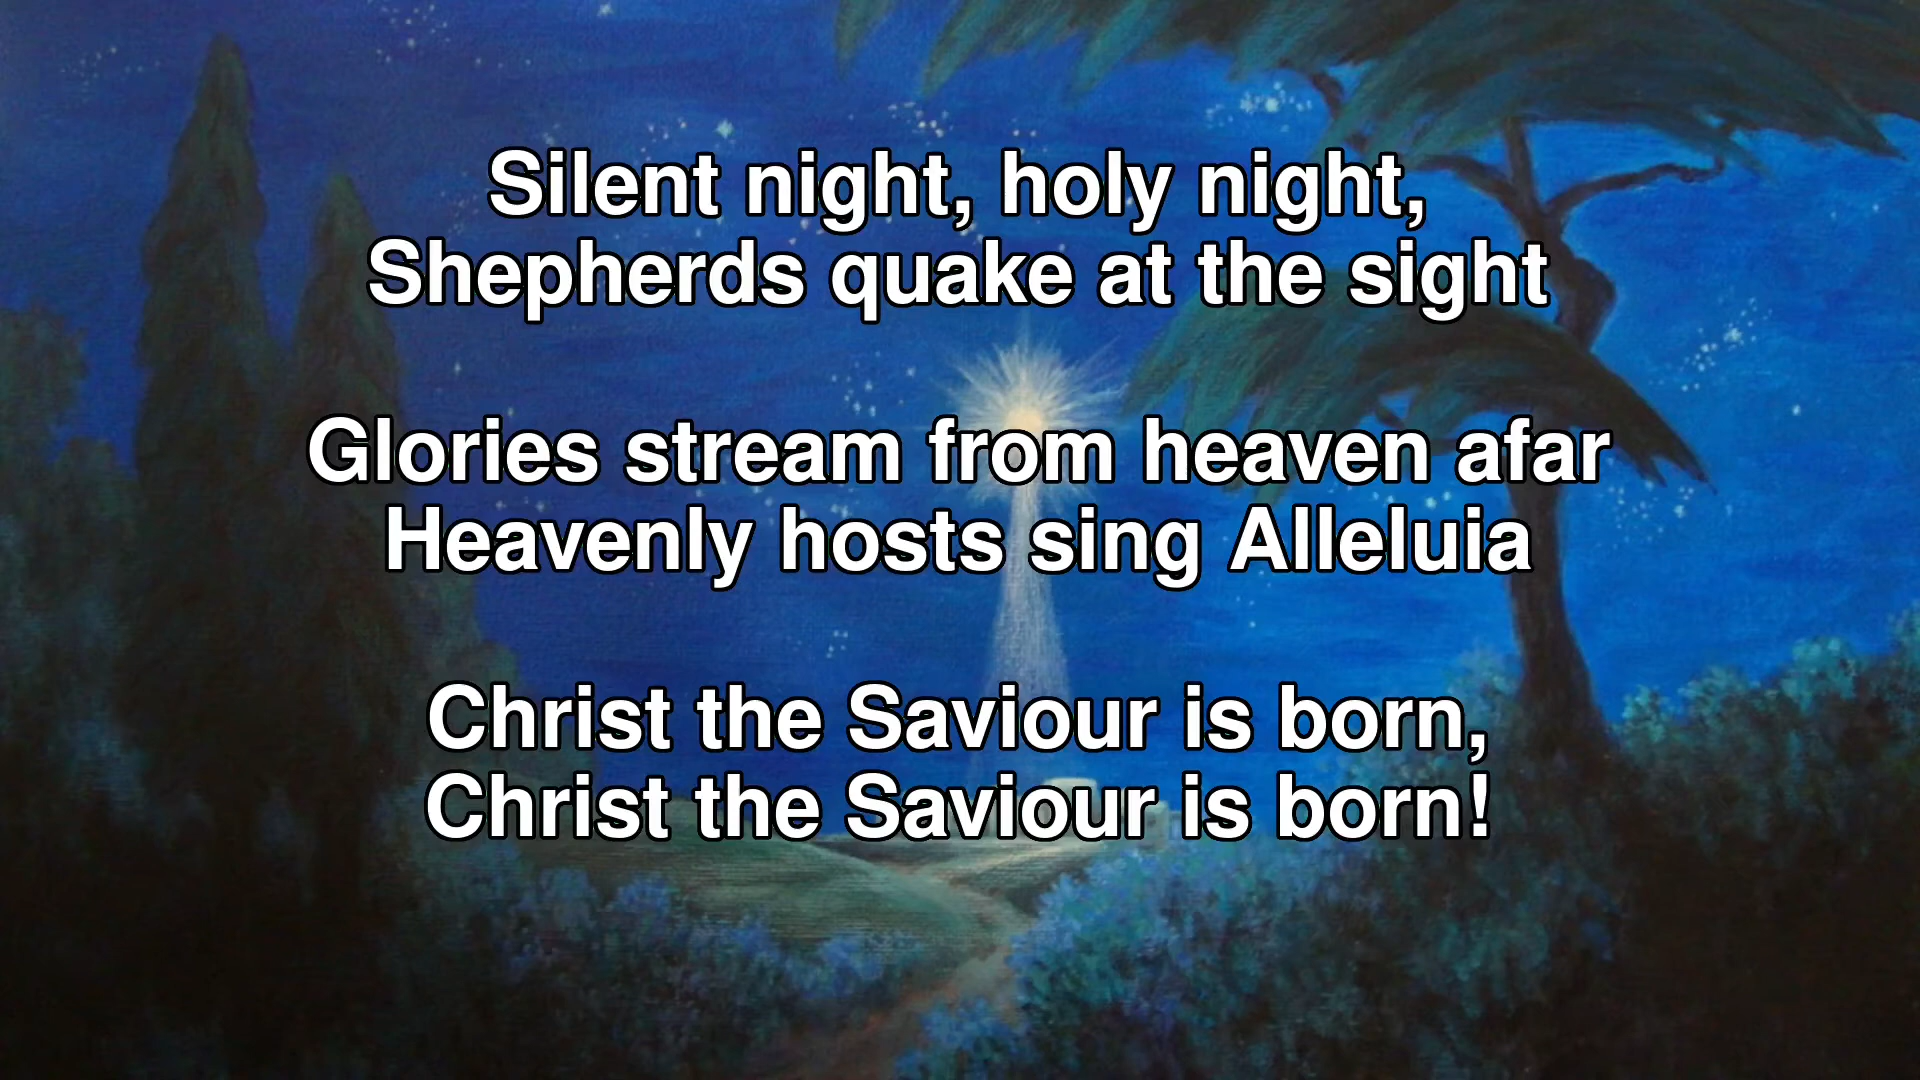 Silent night, holy night,
Shepherds quake at the sight
Glories stream from heaven afar
Heavenly hosts sing Alleluia
Christ the Saviour is born,
Christ the Saviour is born!